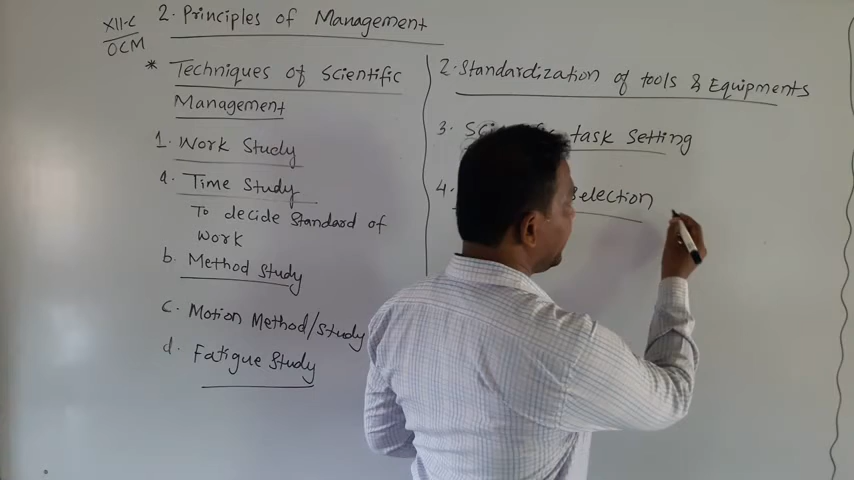 XII-C
OCM
2. Principles of Management
* Techniques of Scientific
Management
1. Work Study
a. Time Study
To decide standard of
work
b. Method study
c. Motion Method/study
d. Fatigue Study
2. Standardization of tools & Equipments
3. task Setting
4. selection